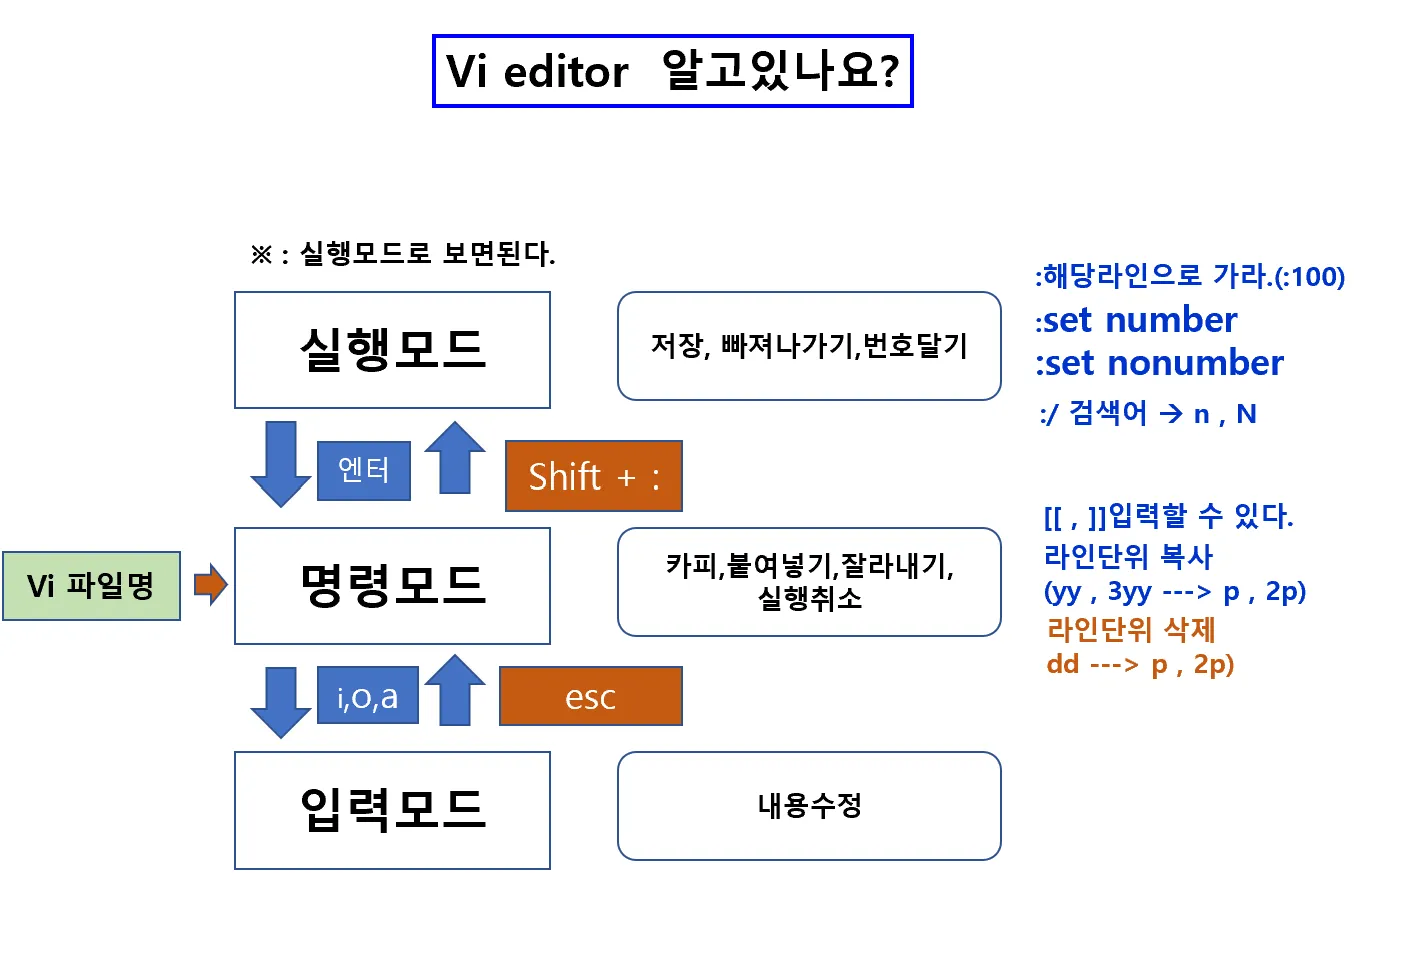 Vi editor 알고있나요?
※ : 실행모드로 보면된다.
실행모드
저장, 빠져나가기,번호달기
:해당라인으로 가라.(:100)
:set number
:set nonumber
:/ 검색어 → n , N
엔터
Shift + :
Vi 파일명
명령모드
카피,붙여넣기,잘라내기,
실행취소
[[ , ]]입력할 수 있다.
라인단위 복사
(yy , 3yy ---> p , 2p)
라인단위 삭제
dd ---> p , 2p)
i,o,a
esc
입력모드
내용수정